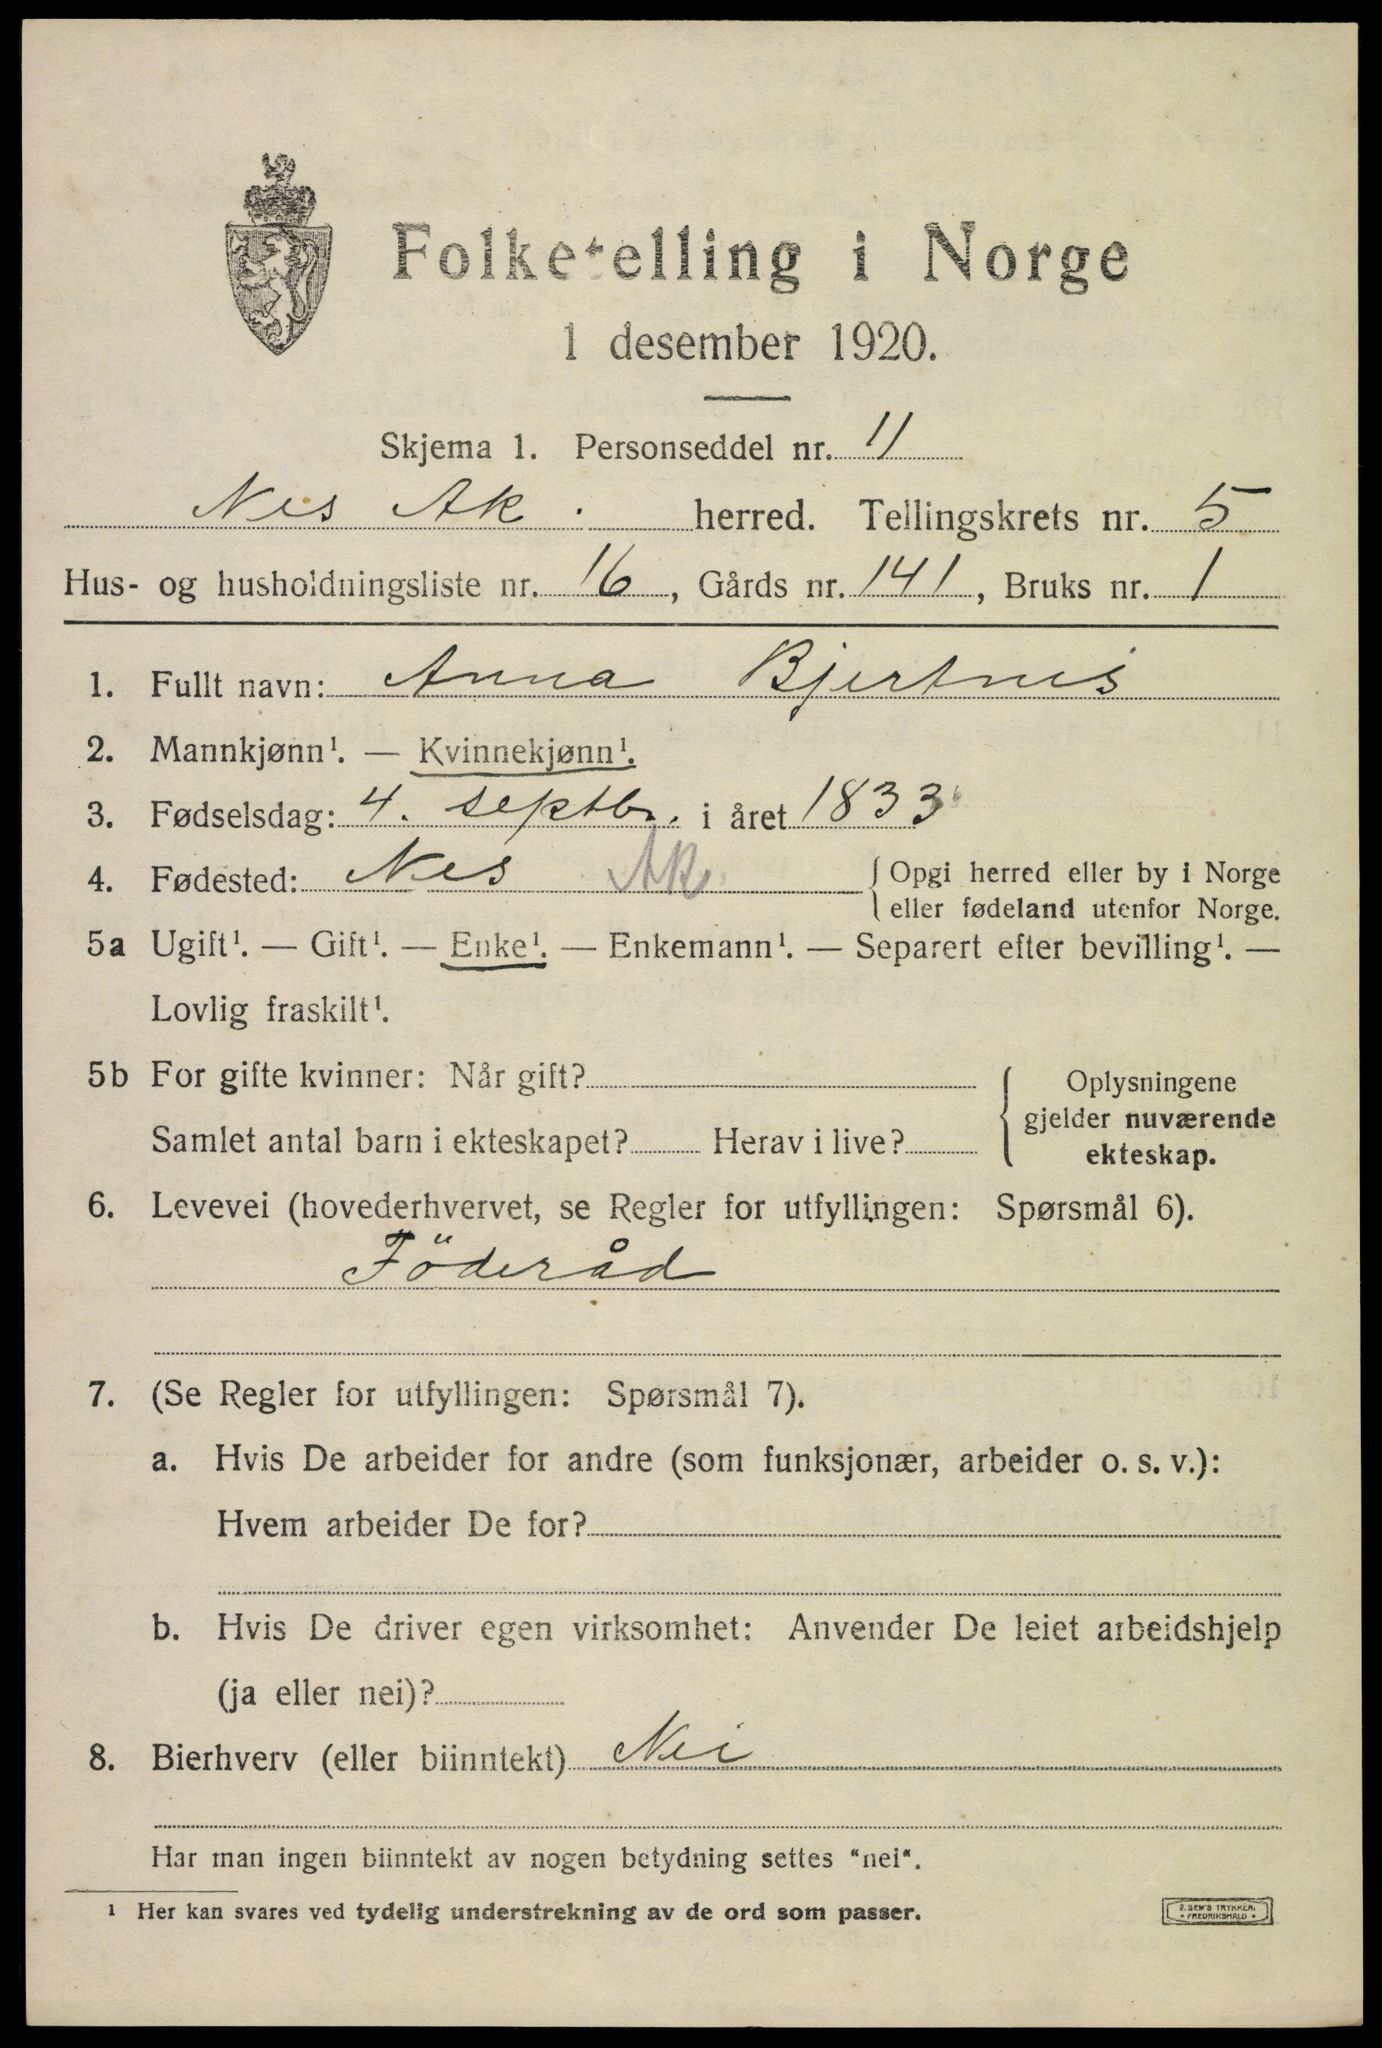 Folketelling i Norge
1 desember 1920.
Skjema 1. Personseddel nr. 11
Nes Ak. herred. Tellingskrets nr. 5
Hus- og husholdningsliste nr. 16, Gårds nr. 141, Bruks nr. 1
1. Fullt navn: Anna Bjertnes
2. Mannkjønn¹. — Kvinnekjønn¹.
3. Fødselsdag: 4. septbr. i året 1833
4. Fødested: Nes Ak { Opgi herred eller by i Norge
eller fødeland utenfor Norge.
5a Ugift¹. — Gift¹. — Enke¹. — Enkemann¹. — Separert efter bevilling¹. —
Lovlig fraskilt¹.
5b For gifte kvinner: Når gift?
Samlet antal barn i ekteskapet? Herav i live?
Oplysningene
gjelder nuværende
ekteskap.
6. Levevei (hovederhvervet, se Regler for utfyllingen: Spørsmål 6).
Föderåd
7. (Se Regler for utfyllingen: Spørsmål 7).
a. Hvis De arbeider for andre (som funksjonær, arbeider o. s. v.):
Hvem arbeider De for?
b. Hvis De driver egen virksomhet: Anvender De leiet arbeidshjelp
(ja eller nei)?
8. Bierhverv (eller biinntekt) Nei
Har man ingen biinntekt av nogen betydning settes "nei".
¹ Her kan svares ved tydelig understrekning av de ord som passer.
E. SEM'S TRYKKERI
• FREDRIKSHALD •